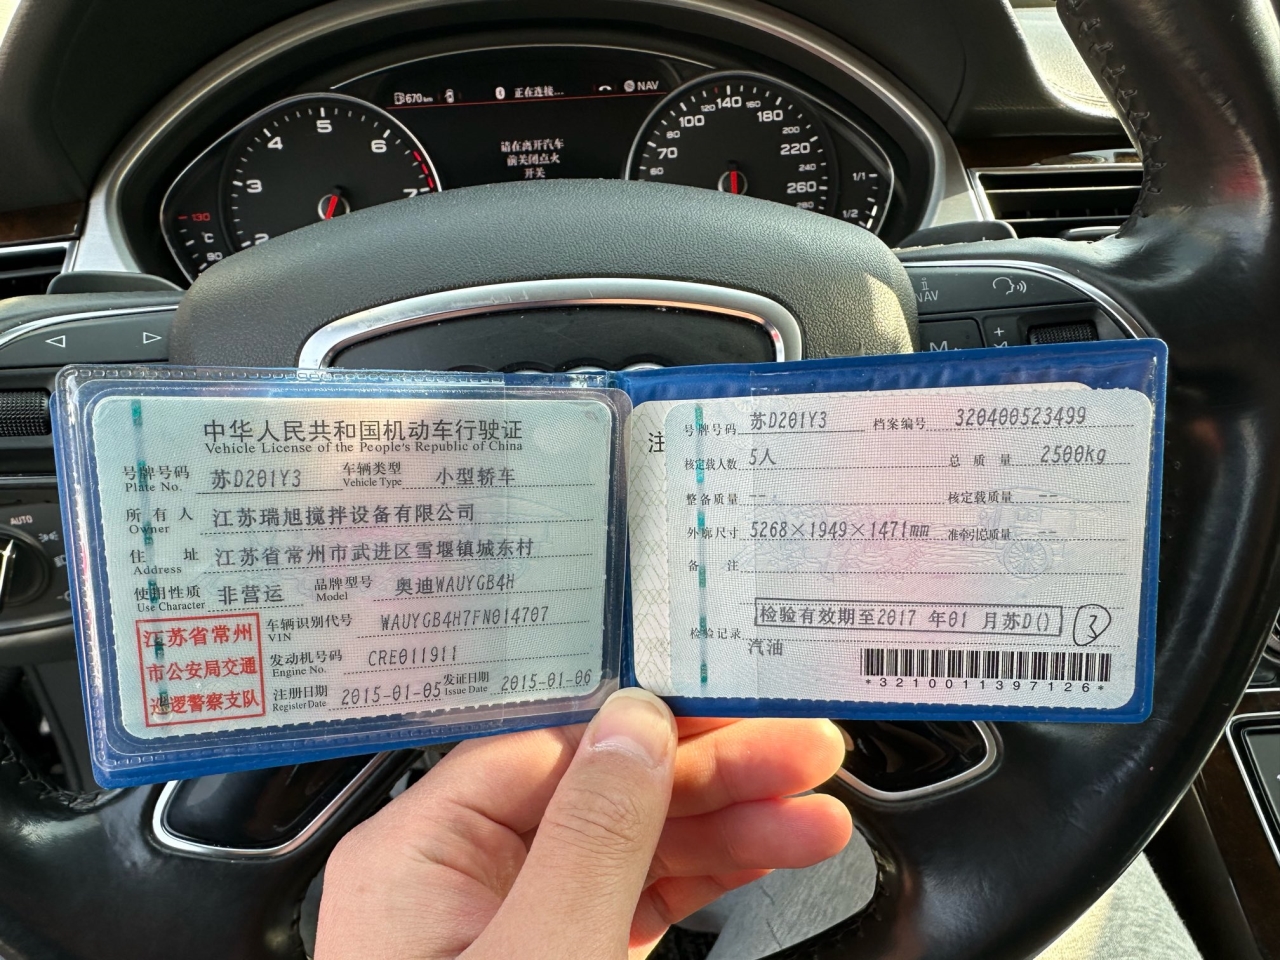 670km
正在连接...
NAV
请在离开汽车
前关闭点火
开关
2
3
4
5
6
7
130
°C
90
60
70
80
100
120
140
160
180
200
220
240
260
280
1/1
1/2
NAV
+
AUTO
中华人民共和国机动车行驶证
Vehicle License of the People's Republic of China
号牌号码 苏D201Y3 车辆类型 小型轿车
Plate No. Vehicle Type
所有人 江苏瑞旭搅拌设备有限公司
Owner
住址 江苏省常州市武进区雪堰镇城东村
Address
使用性质 非营运 品牌型号 奥迪WAUYGB4H
Use Character Model
江苏省常州
市公安局交通
巡逻警察支队
车辆识别代号 WAUYGB4H7FN014707
VIN
发动机号码 CRE011911
Engine No.
注册日期 2015-01-05 发证日期 2015-01-06
Register Date Issue Date
注
号牌号码 苏D201Y3 档案编号 320400523499
核定载人数 5人 总质量 2500kg
整备质量 -- 核定载质量 --
外廓尺寸 5268×1949×1471mm 准牵引总质量 --
备注
检验有效期至2017 年01 月苏D()
3
检验记录
汽油
*3210011397126*